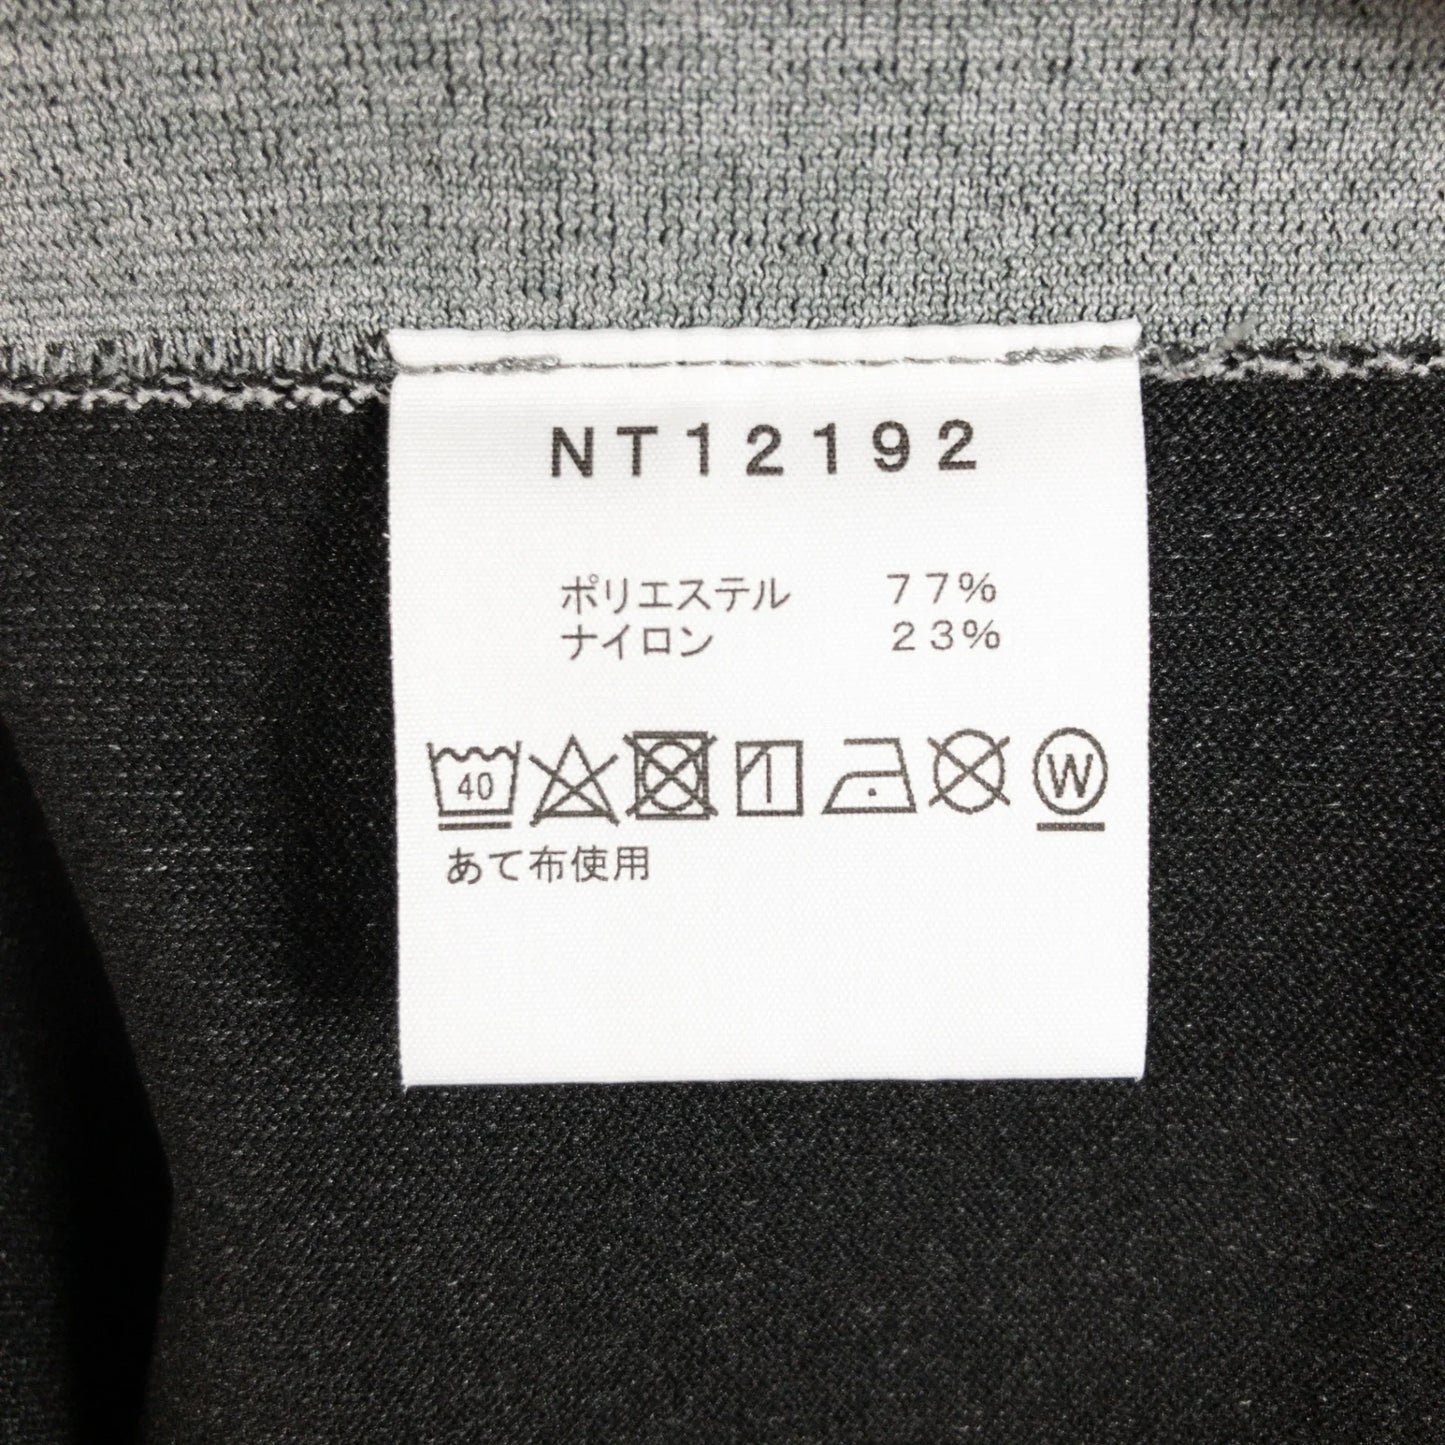 NT12192
ポリエステル 77%
ナイロン 23%
40 W
あて布使用